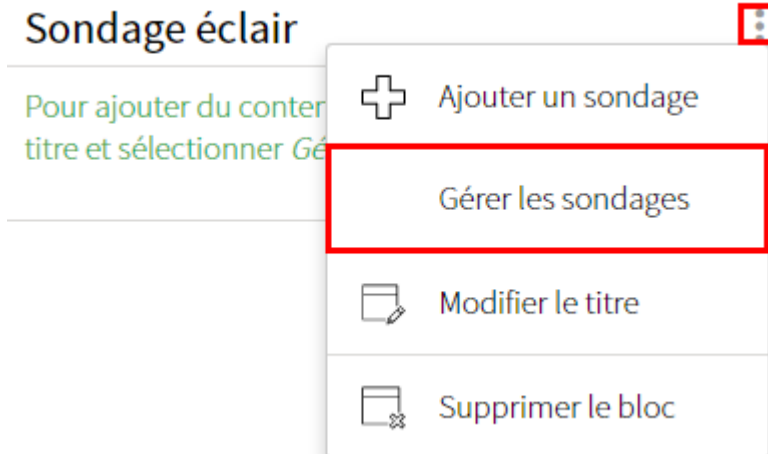 Sondage éclair
Pour ajouter du conter
titre et sélectionner Gé
Ajouter un sondage
Gérer les sondages
Modifier le titre
Supprimer le bloc